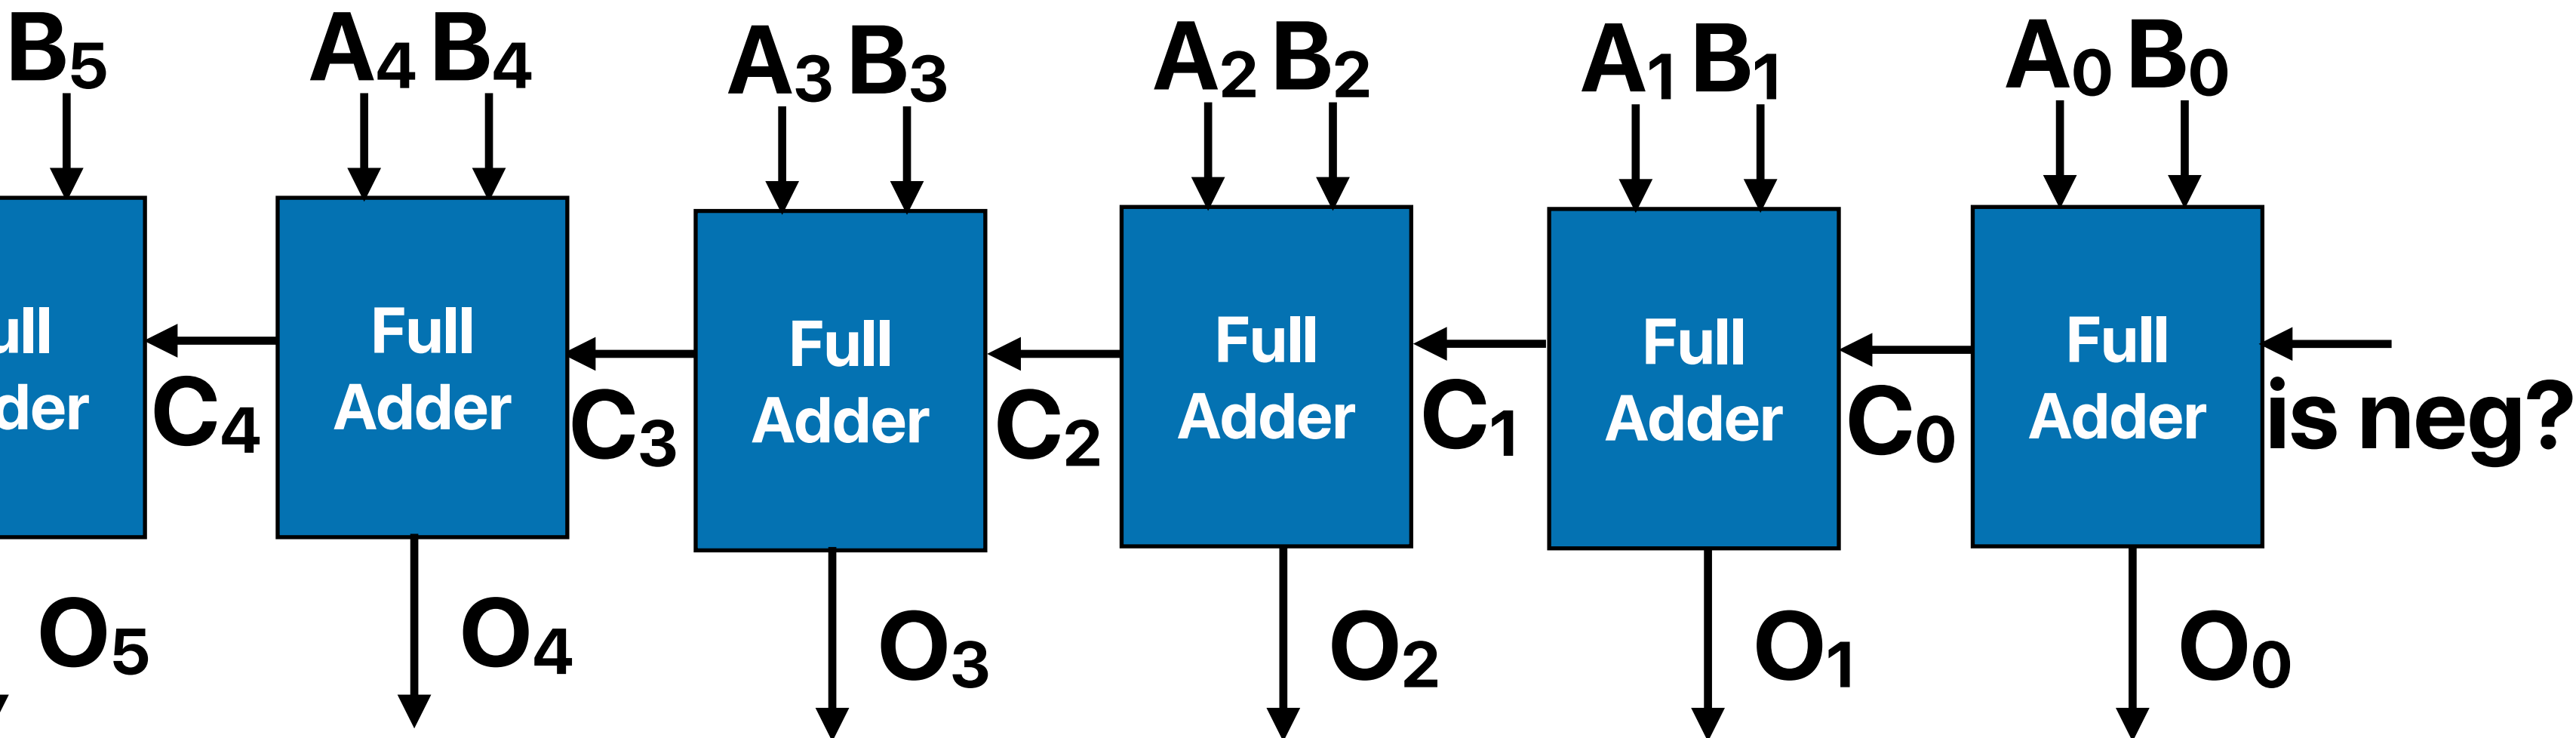 B₅ A₄ B₄ A₃ B₃ A₂ B₂ A₁ B₁ A₀ B₀
Full Full Full Full Full
Adder Adder Adder Adder Adder
C₄ C₃ C₂ C₁ C₀ is neg?
O₅ O₄ O₃ O₂ O₁ O₀